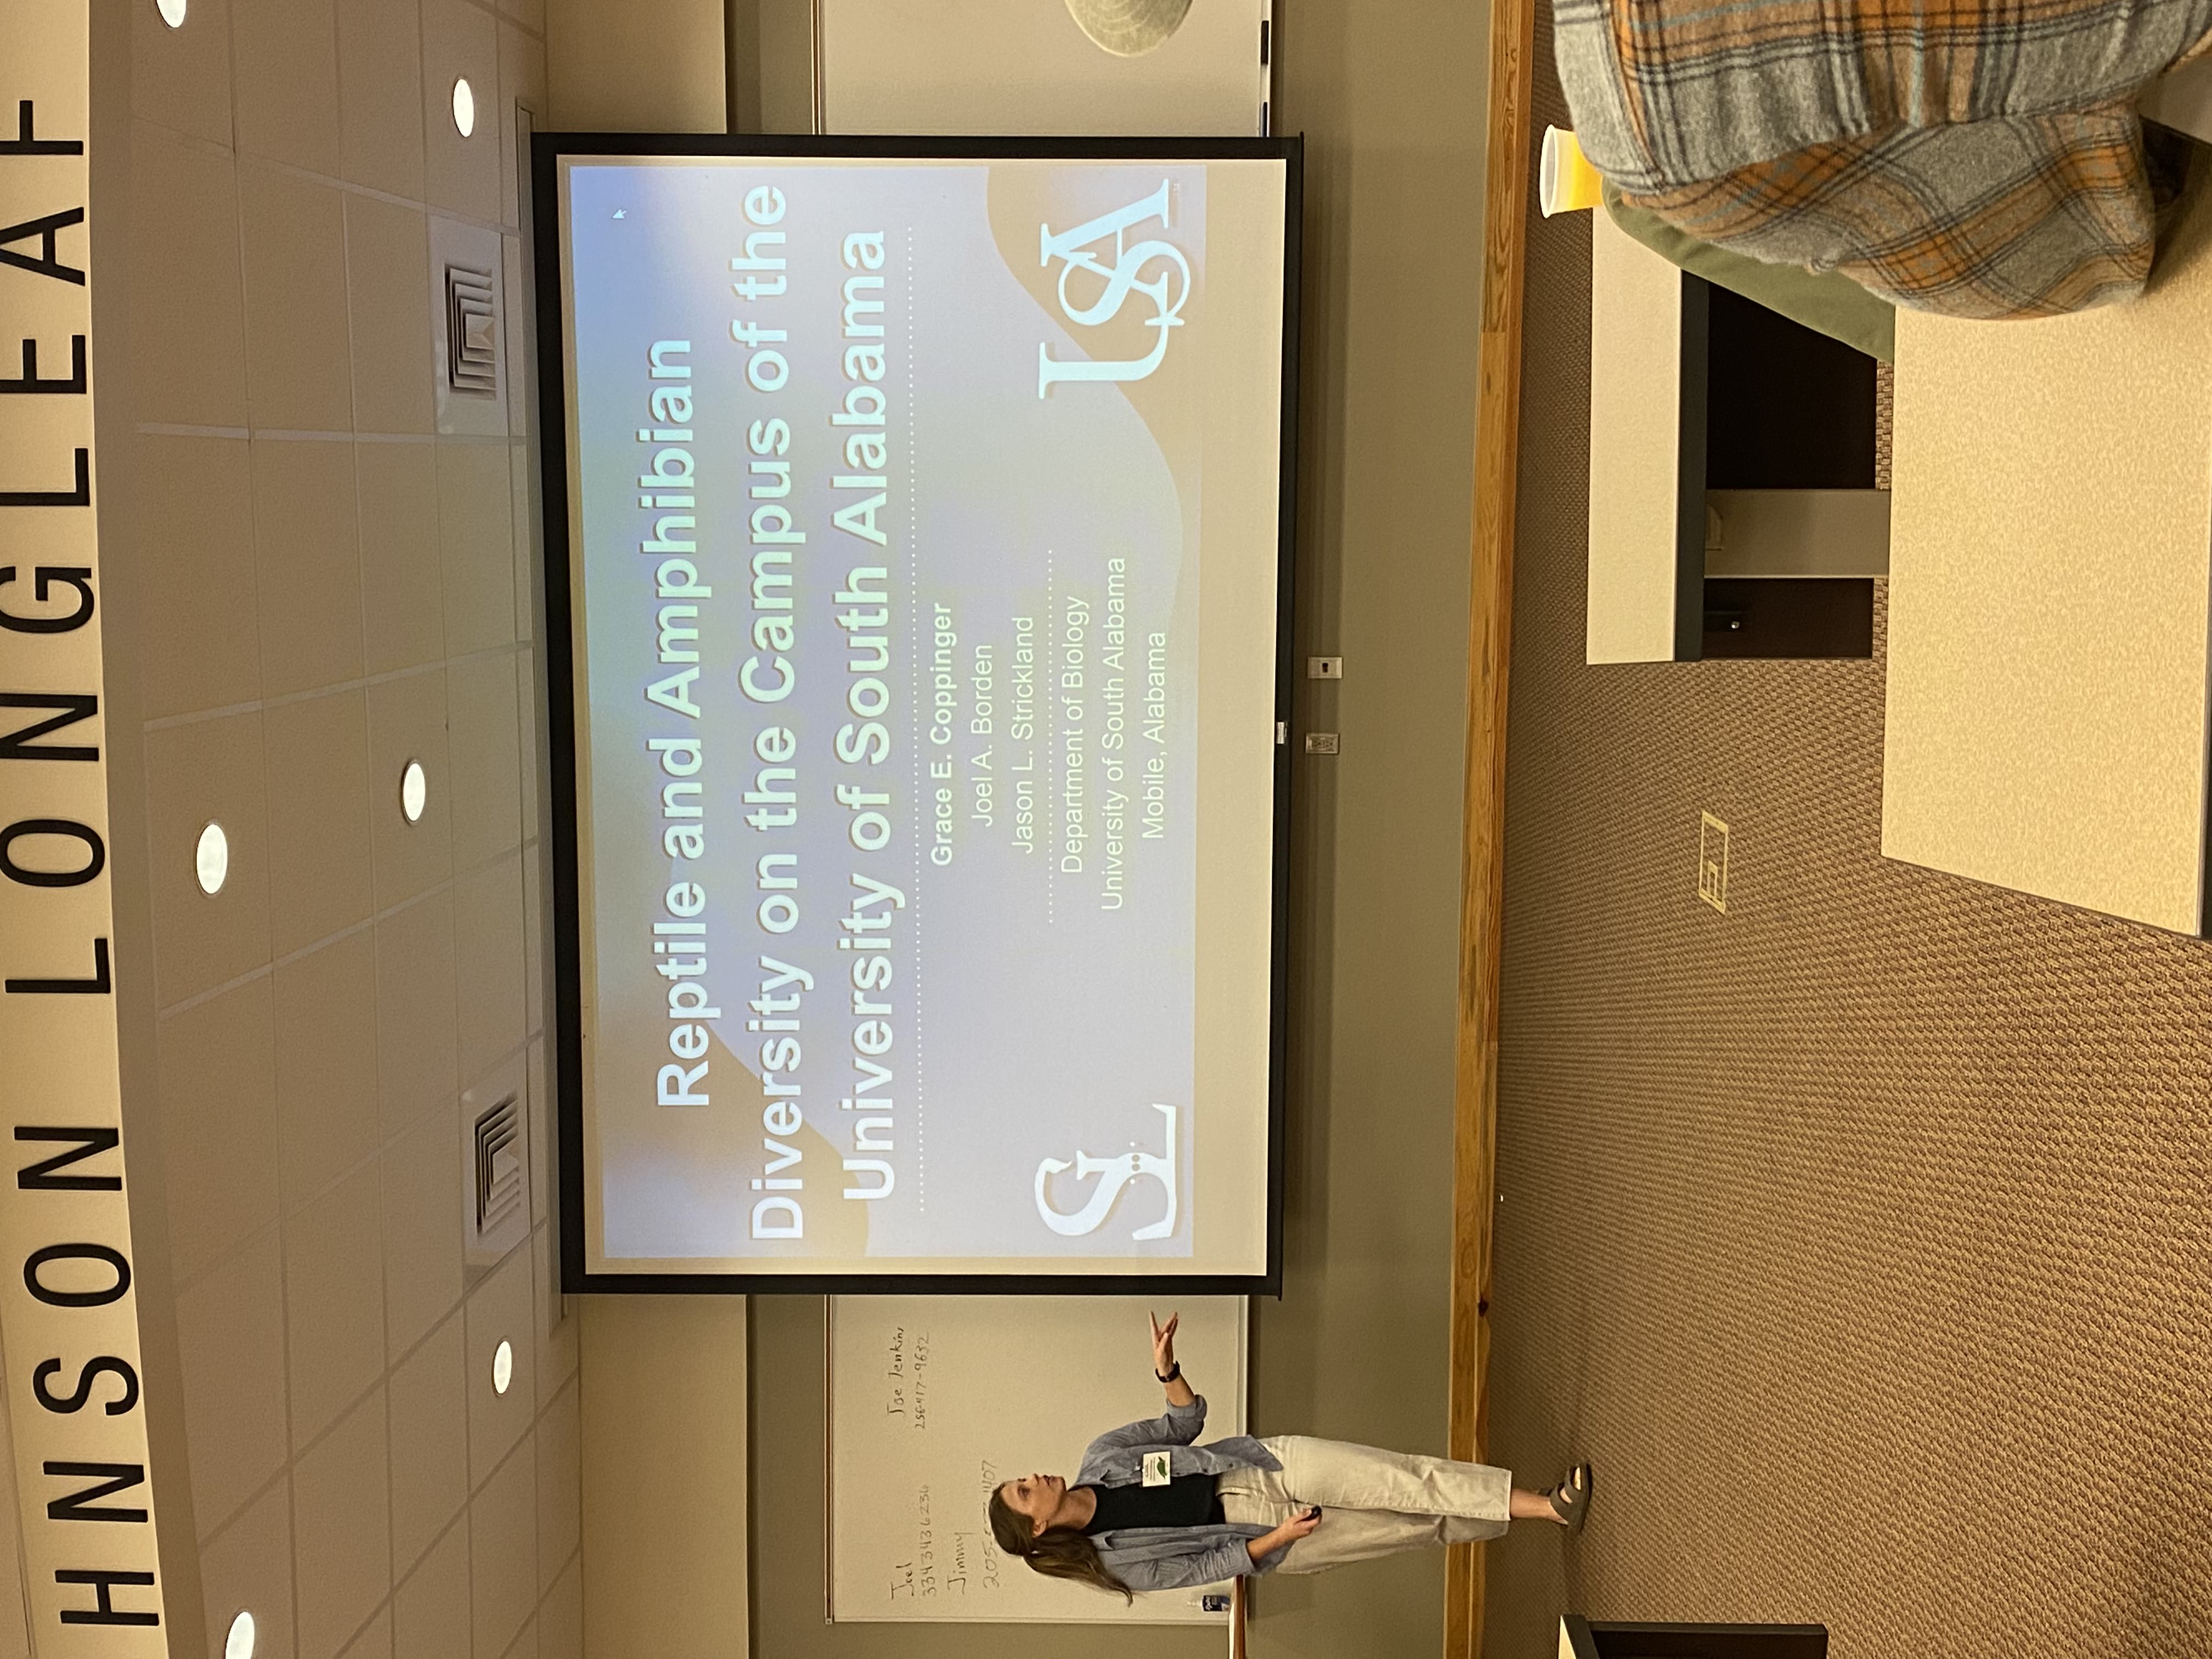 HNSON LONGLEAF
Reptile and Amphibian
Diversity on the Campus of the
University of South Alabama
Grace E. Coppinger
Joel A. Borden
Jason L. Strickland
Department of Biology
University of South Alabama
Mobile, Alabama
SL
USA
Joel
3343436236
Jimmy
Joe Jenkins
256-417-9632